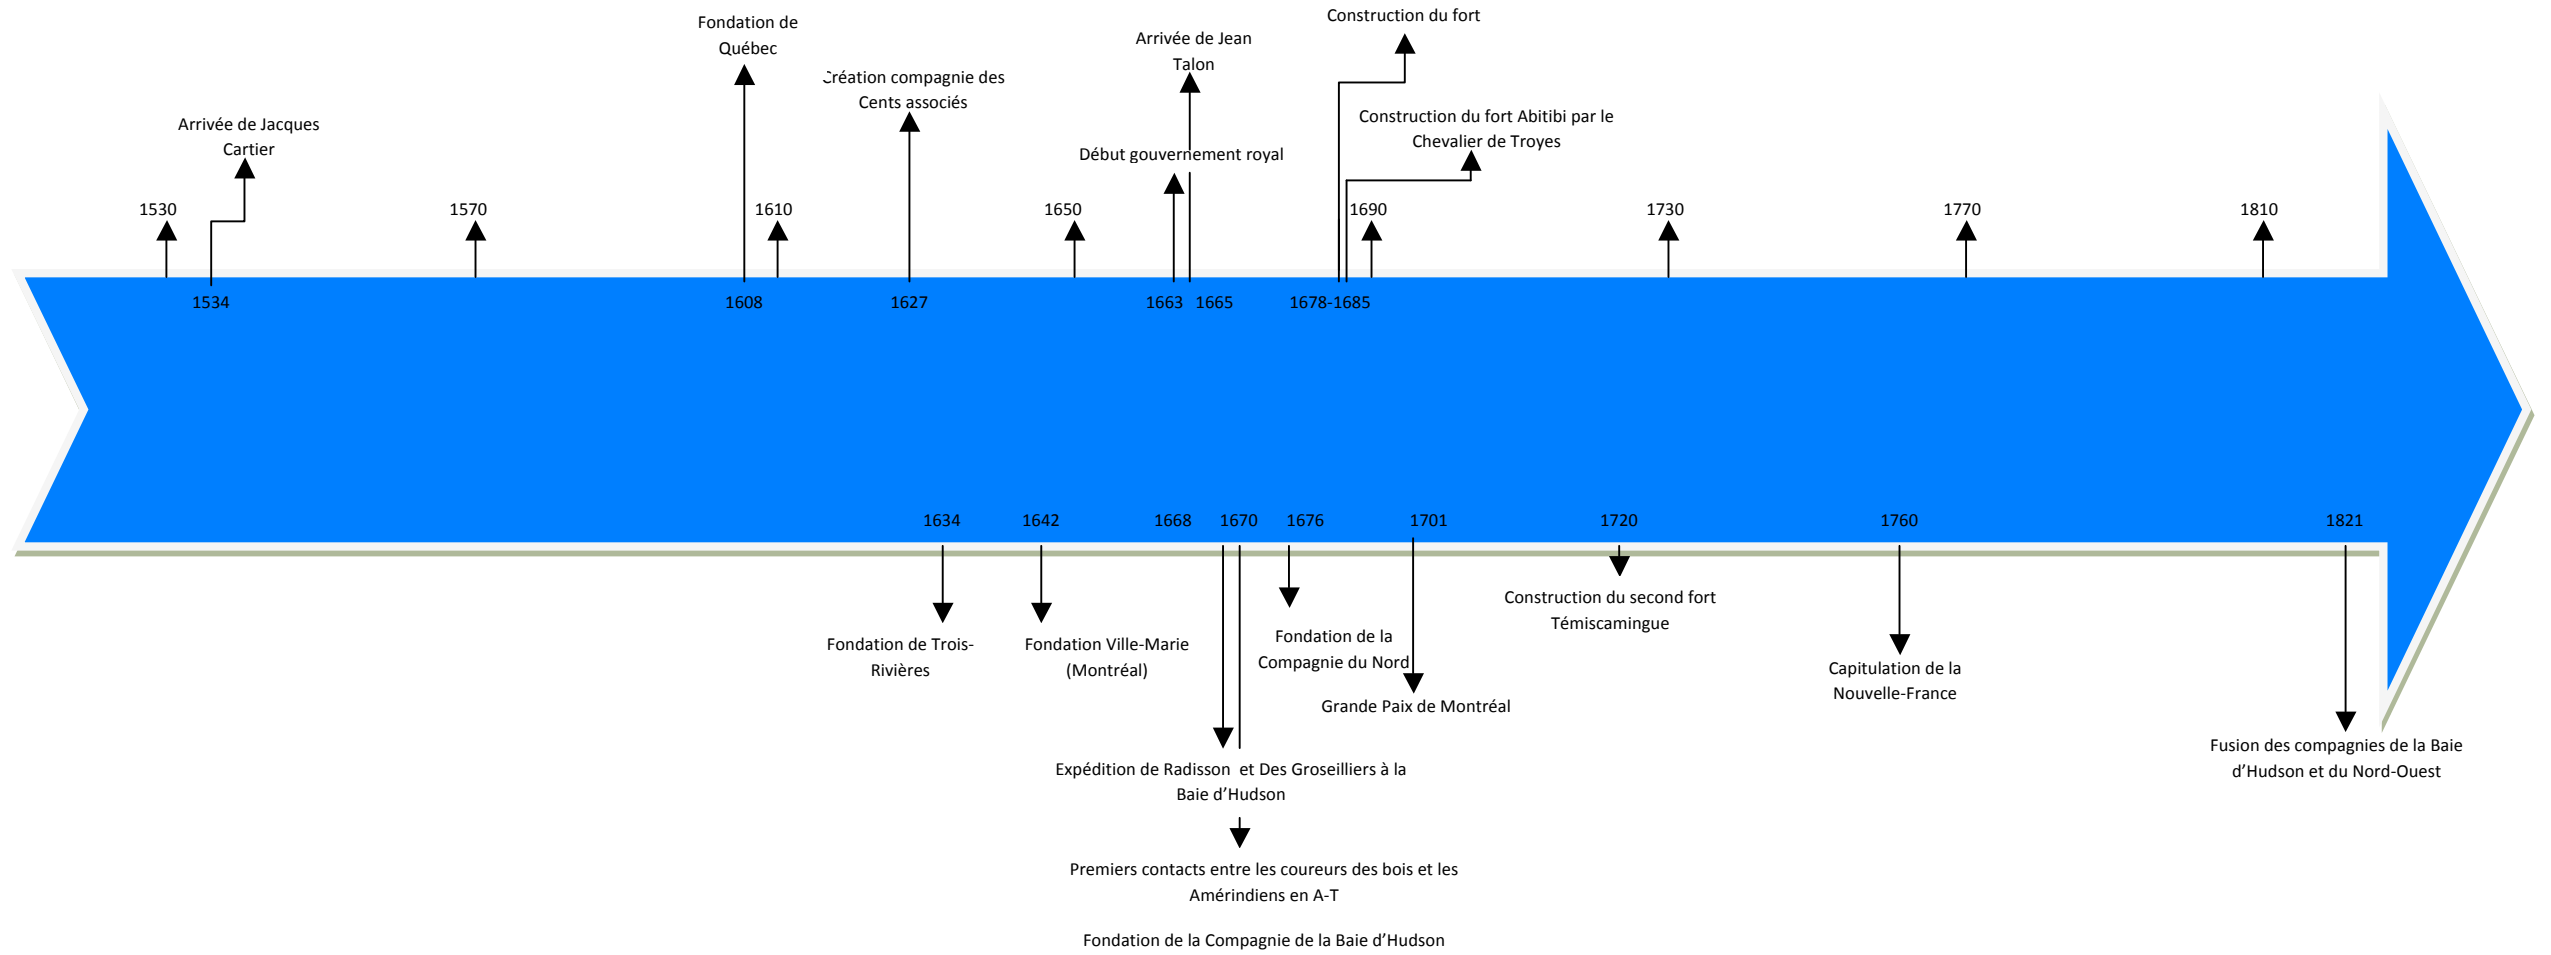 Construction du fort
Fondation de
Québec
Arrivée de Jean
Talon
Création compagnie des
Cents associés
Construction du fort Abitibi par le
Chevalier de Troyes
Arrivée de Jacques
Cartier
Début gouvernement royal
1530
1570
1610
1650
1690
1730
1770
1810
1534
1608
1627
1663
1665
1678-1685
1634
1642
1668
1670
1676
1701
1720
1760
1821
Construction du second fort
Témiscamingue
Fondation de Trois-
Rivières
Fondation Ville-Marie
(Montréal)
Fondation de la
Compagnie du Nord
Capitulation de la
Nouvelle-France
Grande Paix de Montréal
Fusion des compagnies de la Baie
d’Hudson et du Nord-Ouest
Expédition de Radisson et Des Groseilliers à la
Baie d’Hudson
Premiers contacts entre les coureurs des bois et les
Amérindiens en A-T
Fondation de la Compagnie de la Baie d’Hudson